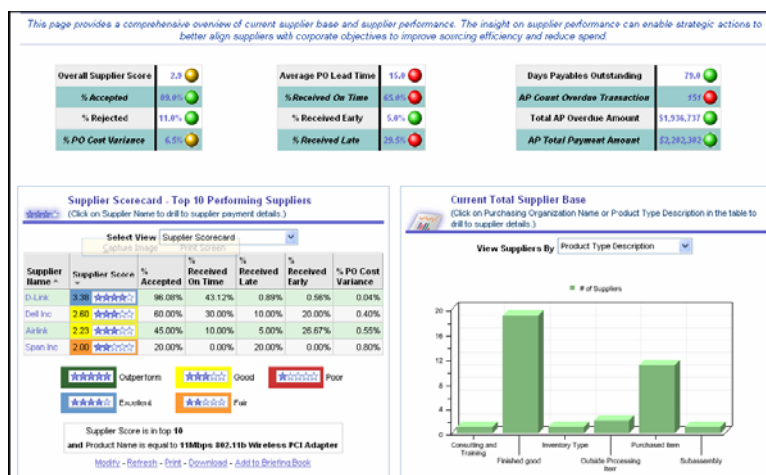 This page provides a comprehensive overview of current supplier base and supplier performance. The insight on supplier performance can enable strategic actions to
better align suppliers with corporate objectives to improve sourcing efficiency and reduce spend.
Overall Supplier Score 2.9
% Accepted 89.0%
% Rejected 11.0%
% PO Cost Variance 6.5%
Average PO Lead Time 15.0
% Received On Time 65.0%
% Received Early 5.0%
% Received Late 29.5%
Days Payables Outstanding 79.0
AP Count Overdue Transaction 151
Total AP Overdue Amount $1,936,737
AP Total Payment Amount $2,202,302
Supplier Scorecard - Top 10 Performing Suppliers
(Click on Supplier Name to drill to supplier payment details.)
Select View Supplier Scorecard
Capture Image Print Screen
Supplier Name Supplier Score % Accepted % Received On Time % Received Late % Received Early % PO Cost Variance
D-Link 3.38 96.08% 43.12% 0.89% 0.56% 0.04%
Dell Inc 2.60 60.00% 30.00% 10.00% 20.00% 0.40%
Airlink 2.23 45.00% 10.00% 5.00% 26.67% 0.55%
Span Inc 2.00 20.00% 0.00% 20.00% 0.00% 0.80%
Outperform Good Poor
Excellent Fair
Supplier Score is in top 10
and Product Name is equal to 11Mbps 802.11b Wireless PCI Adapter
Modify - Refresh - Print - Download - Add to Briefing Book
Current Total Supplier Base
(Click on Purchasing Organization Name or Product Type Description in the table to
drill to supplier details.)
View Suppliers By Product Type Description
# of Suppliers
20
16
12
8
4
0
Consulting and Training
Finished good
Inventory Type
Outside Processing Item
Purchased item
Subassembly